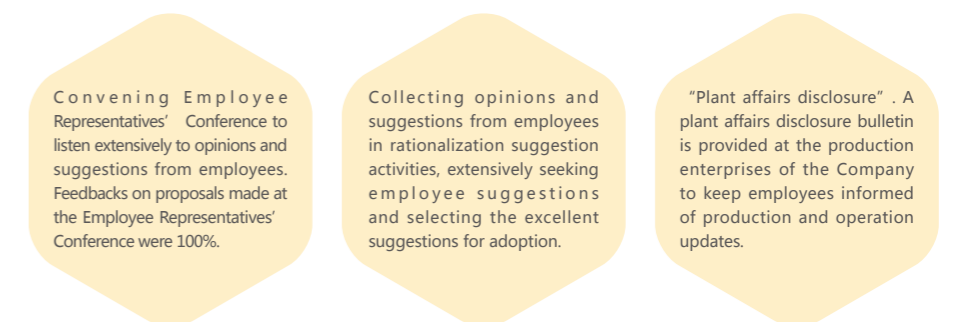 Convening Employee
Representatives’ Conference to
listen extensively to opinions and
suggestions from employees.
Feedbacks on proposals made at
the Employee Representatives’
Conference were 100%.
Collecting opinions and
suggestions from employees
in rationalization suggestion
activities, extensively seeking
employee suggestions
and selecting the excellent
suggestions for adoption.
“Plant affairs disclosure” . A
plant affairs disclosure bulletin
is provided at the production
enterprises of the Company
to keep employees informed
of production and operation
updates.